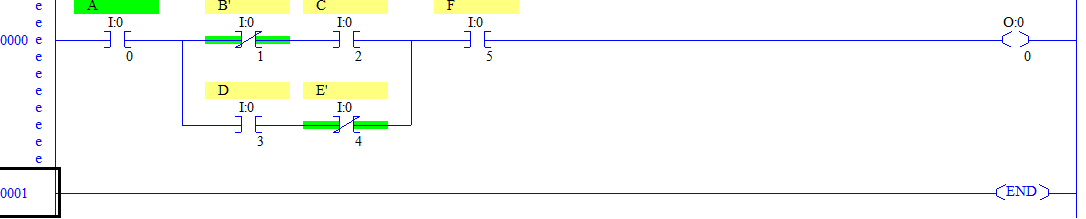 e A B' C F
e I:0 I:0 I:0 I:0 O:0
0000 e
e 0 1 2 5 0
e
e D E'
e I:0 I:0
e
e 3 4
e
0001 END